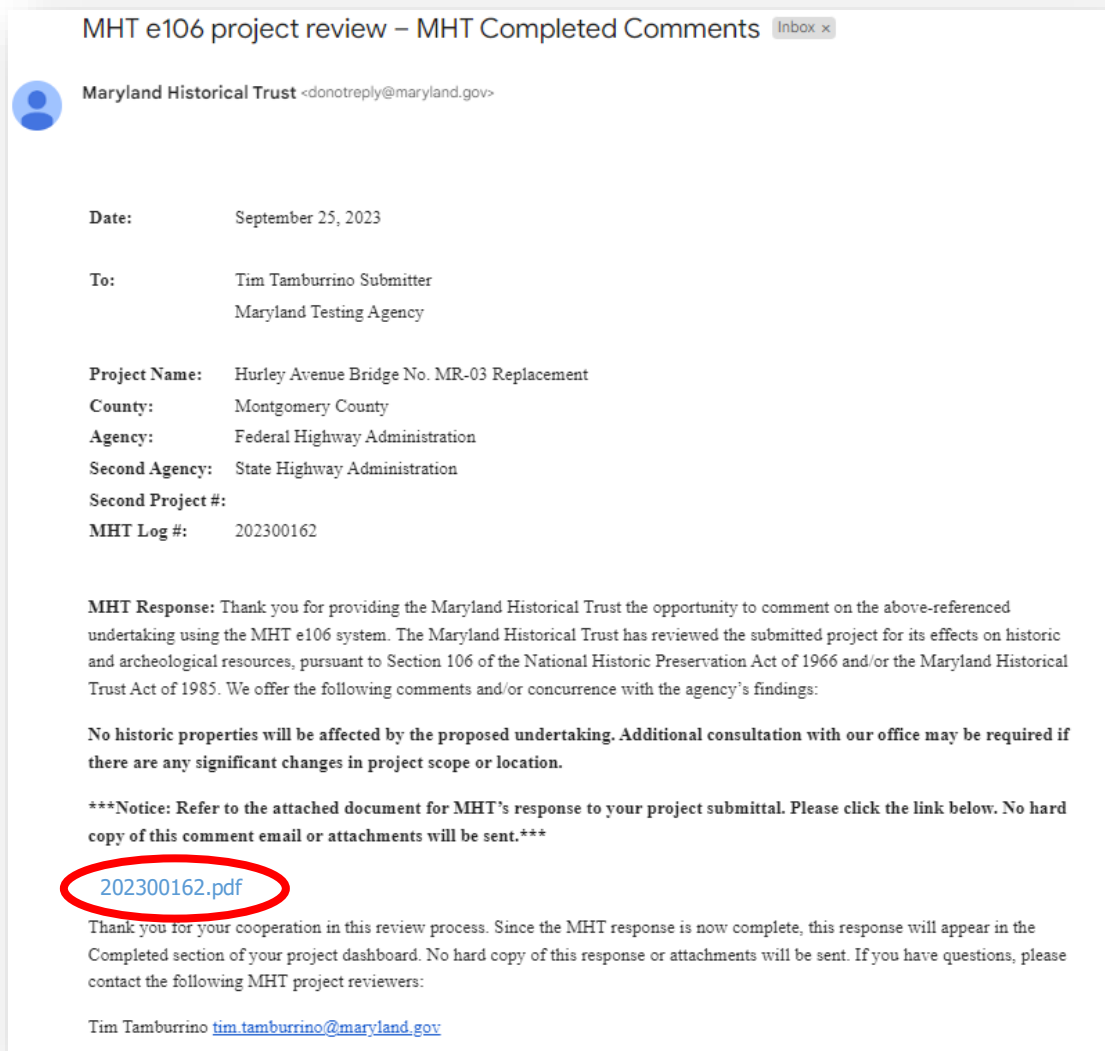 MHT e106 project review – MHT Completed Comments Inbox ×
Maryland Historical Trust <donotreply@maryland.gov>
Date: September 25, 2023
To: Tim Tamburrino Submitter
Maryland Testing Agency
Project Name: Hurley Avenue Bridge No. MR-03 Replacement
County: Montgomery County
Agency: Federal Highway Administration
Second Agency: State Highway Administration
Second Project #:
MHT Log #: 202300162
MHT Response: Thank you for providing the Maryland Historical Trust the opportunity to comment on the above-referenced
undertaking using the MHT e106 system. The Maryland Historical Trust has reviewed the submitted project for its effects on historic
and archeological resources, pursuant to Section 106 of the National Historic Preservation Act of 1966 and/or the Maryland Historical
Trust Act of 1985. We offer the following comments and/or concurrence with the agency's findings:
No historic properties will be affected by the proposed undertaking. Additional consultation with our office may be required if
there are any significant changes in project scope or location.
***Notice: Refer to the attached document for MHT's response to your project submittal. Please click the link below. No hard
copy of this comment email or attachments will be sent.***
202300162.pdf
Thank you for your cooperation in this review process. Since the MHT response is now complete, this response will appear in the
Completed section of your project dashboard. No hard copy of this response or attachments will be sent. If you have questions, please
contact the following MHT project reviewers:
Tim Tamburrino tim.tamburrino@maryland.gov